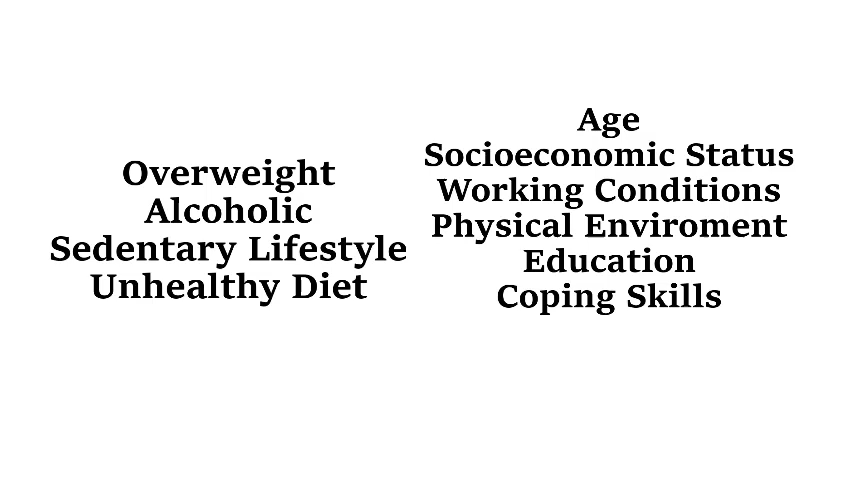 Overweight
Alcoholic
Sedentary Lifestyle
Unhealthy Diet
Age
Socioeconomic Status
Working Conditions
Physical Enviroment
Education
Coping Skills